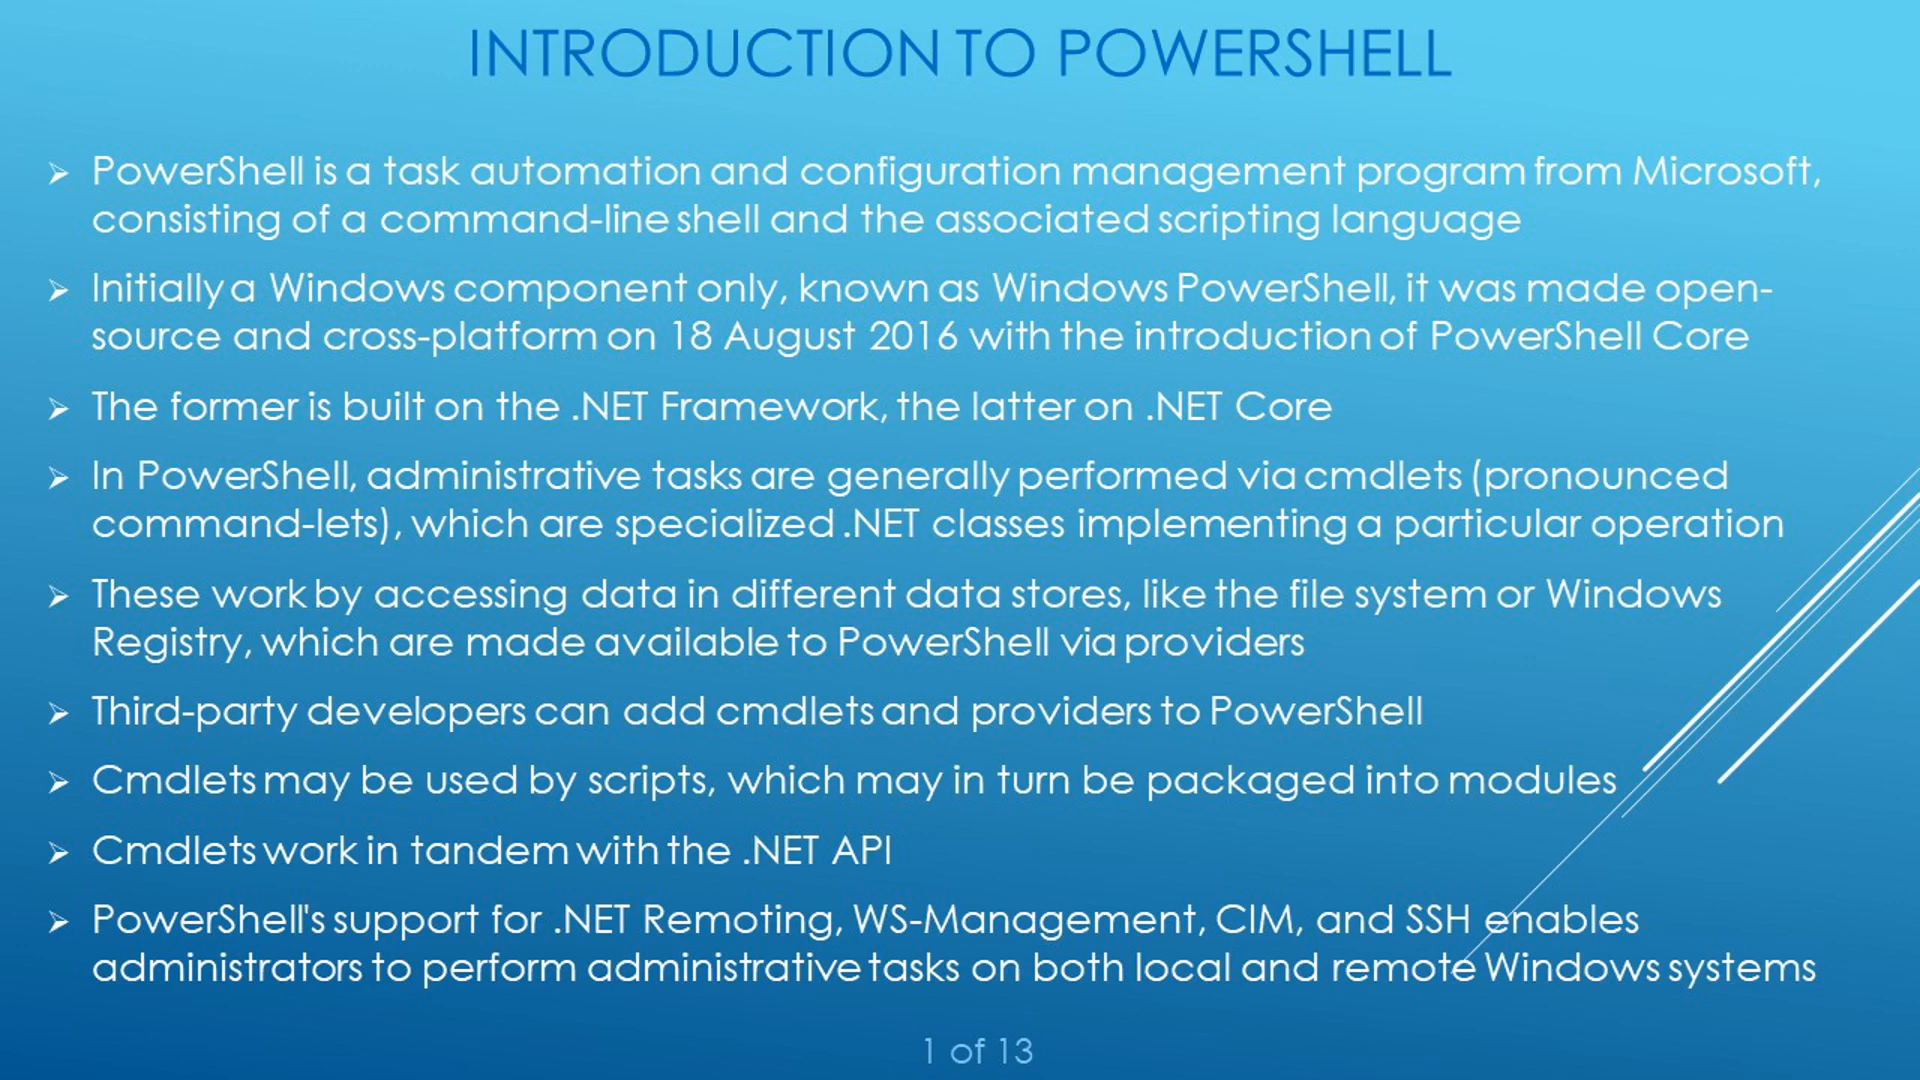 INTRODUCTION TO POWERSHELL
➢ PowerShell is a task automation and configuration management program from Microsoft,
consisting of a command-line shell and the associated scripting language
➢ Initially a Windows component only, known as Windows PowerShell, it was made open-
source and cross-platform on 18 August 2016 with the introduction of PowerShell Core
➢ The former is built on the .NET Framework, the latter on .NET Core
➢ In PowerShell, administrative tasks are generally performed via cmdlets (pronounced
command-lets), which are specialized .NET classes implementing a particular operation
➢ These work by accessing data in different data stores, like the file system or Windows
Registry, which are made available to PowerShell via providers
➢ Third-party developers can add cmdlets and providers to PowerShell
➢ Cmdlets may be used by scripts, which may in turn be packaged into modules
➢ Cmdlets work in tandem with the .NET API
➢ PowerShell's support for .NET Remoting, WS-Management, CIM, and SSH enables
administrators to perform administrative tasks on both local and remote Windows systems
1 of 13